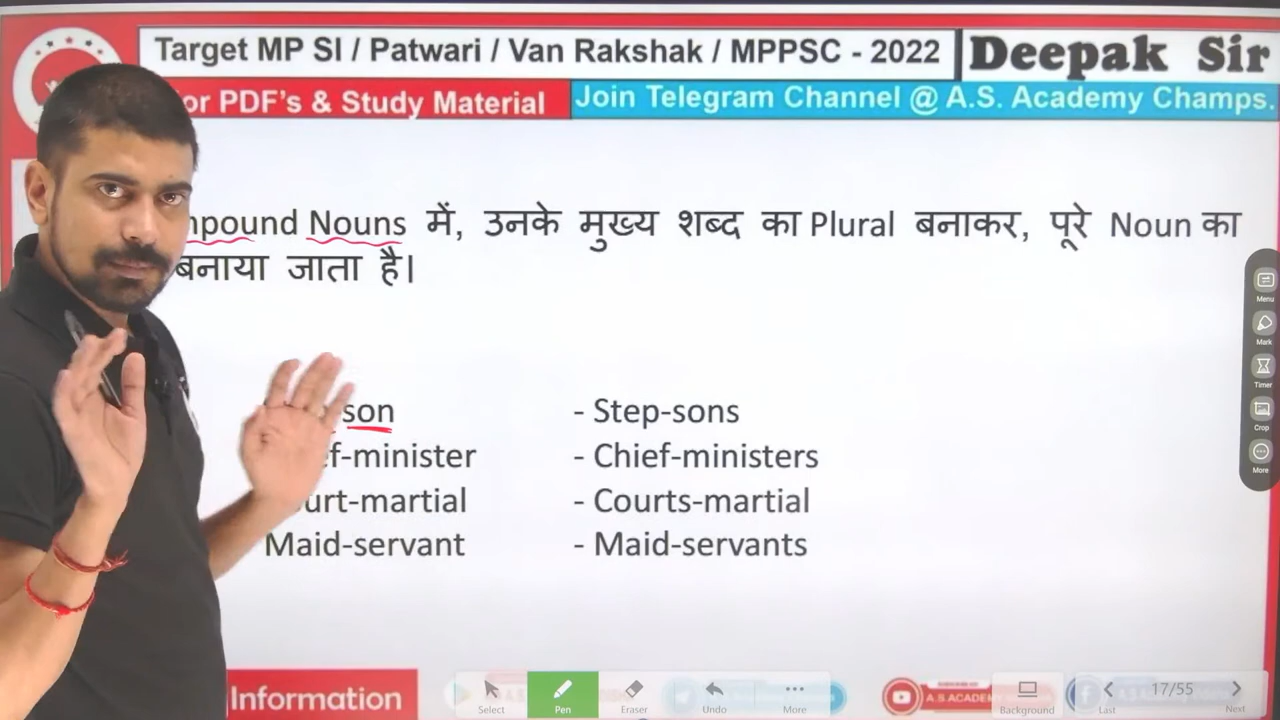 Target MP SI / Patwari / Van Rakshak / MPPSC - 2022
Deepak Sir
or PDF's & Study Material
Join Telegram Channel @ A.S. Academy Champs.
mpound Nouns में, उनके मुख्य शब्द का Plural बनाकर, पूरे Noun का
बनाया जाता है।
son - Step-sons
ef-minister - Chief-ministers
urt-martial - Courts-martial
Maid-servant - Maid-servants
Menu
Mark
Timer
Crop
More
Information
Select
Pen
Eraser
Undo
More
A.S.ACADEM
Background
Last
17/55
Next